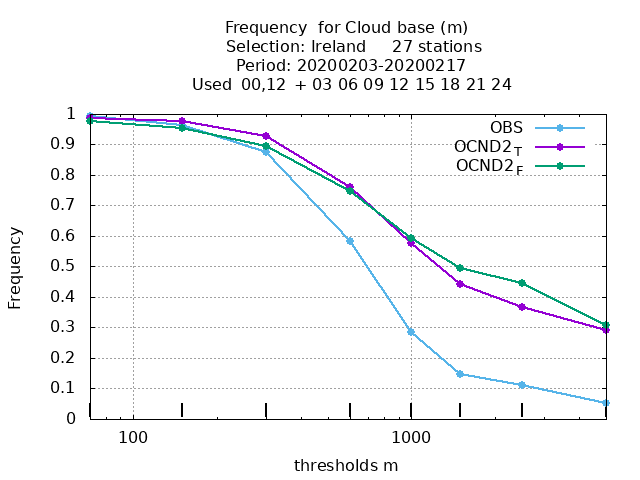 Frequency  for Cloud base (m)
Selection: Ireland     27 stations
Period: 20200203-20200217
Used  00,12  + 03 06 09 12 15 18 21 24
OBS
OCND2T
OCND2F
1
0.9
0.8
0.7
0.6
0.5
0.4
0.3
0.2
0.1
0
Frequency
100 1000
thresholds m